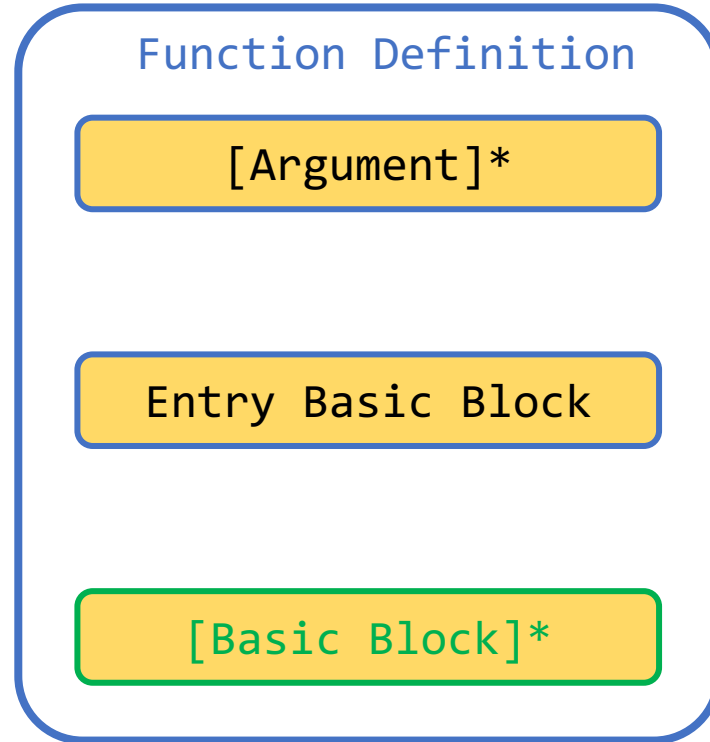 Function Definition
[Argument]*
Entry Basic Block
[Basic Block]*